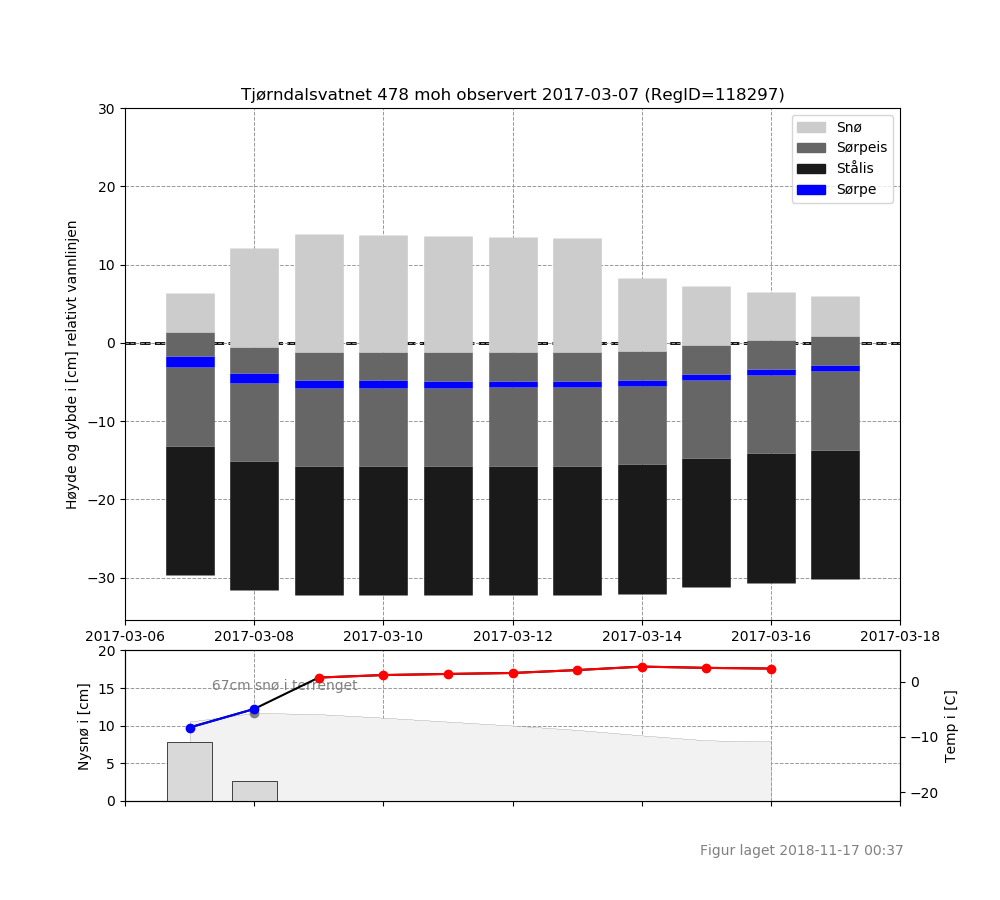 Tjørndalsvatnet 478 moh observert 2017-03-07 (RegID=118297)
Høyde og dybde i [cm] relativt vannlinjen
30
20
10
0
−10
−20
−30
Snø
Sørpeis
Stålis
Sørpe
2017-03-06 2017-03-08 2017-03-10 2017-03-12 2017-03-14 2017-03-16 2017-03-18
Nysnø i [cm]
20
15
10
5
0
67cm snø i terrenget
0
−10
−20
Temp i [C]
Figur laget 2018-11-17 00:37